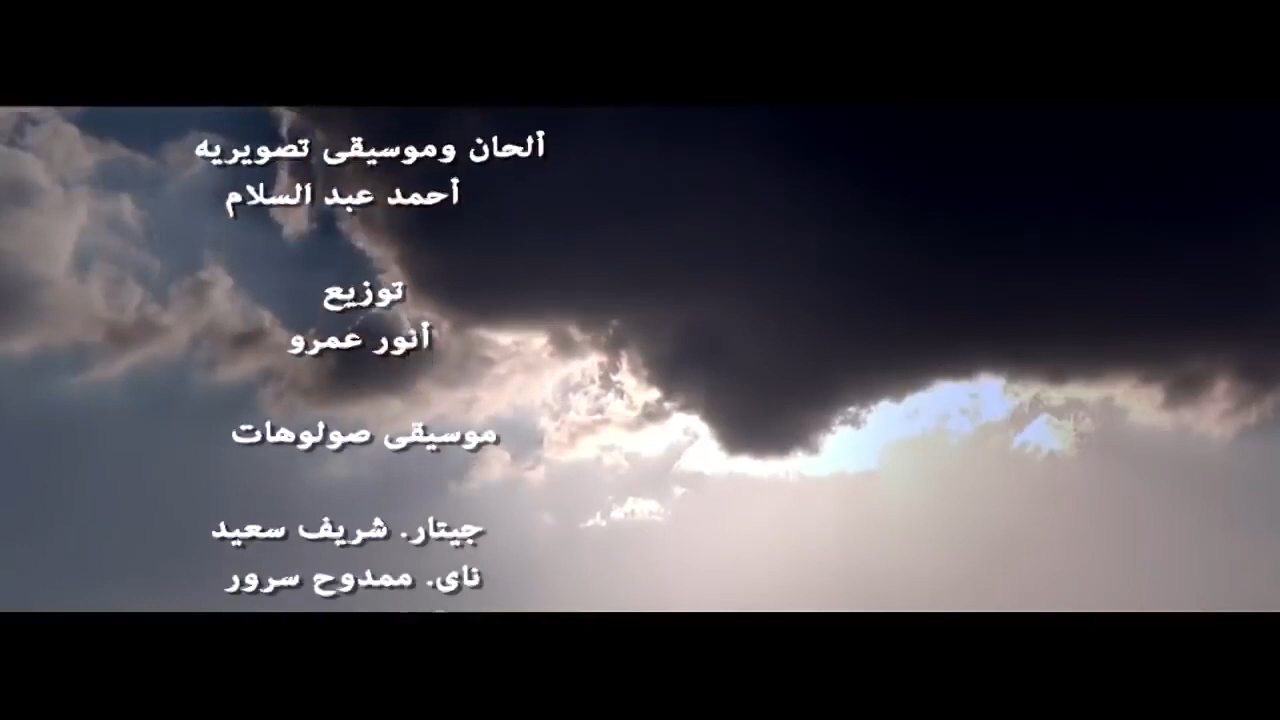 ألحان وموسيقى تصويريه
أحمد عبد السلام
توزيع
أنور عمرو
موسيقى صولوهات
جيتار. شريف سعيد
ناى. ممدوح سرور